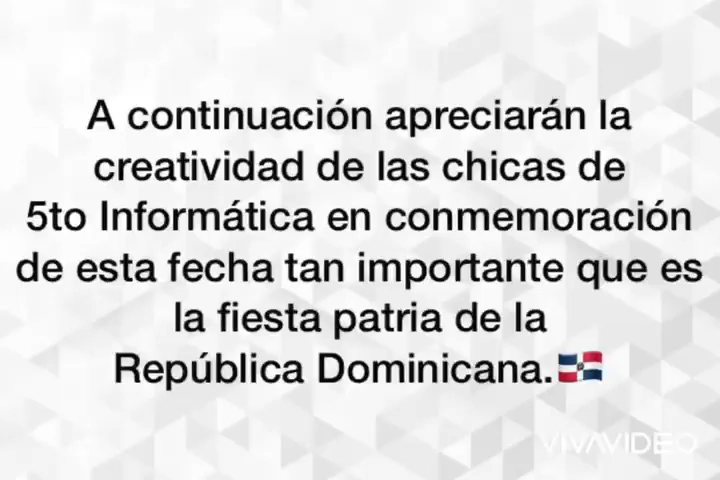 A continuación apreciarán la
creatividad de las chicas de
5to Informática en conmemoración
de esta fecha tan importante que es
la fiesta patria de la
República Dominicana.🇩🇴
VIVAVIDEO